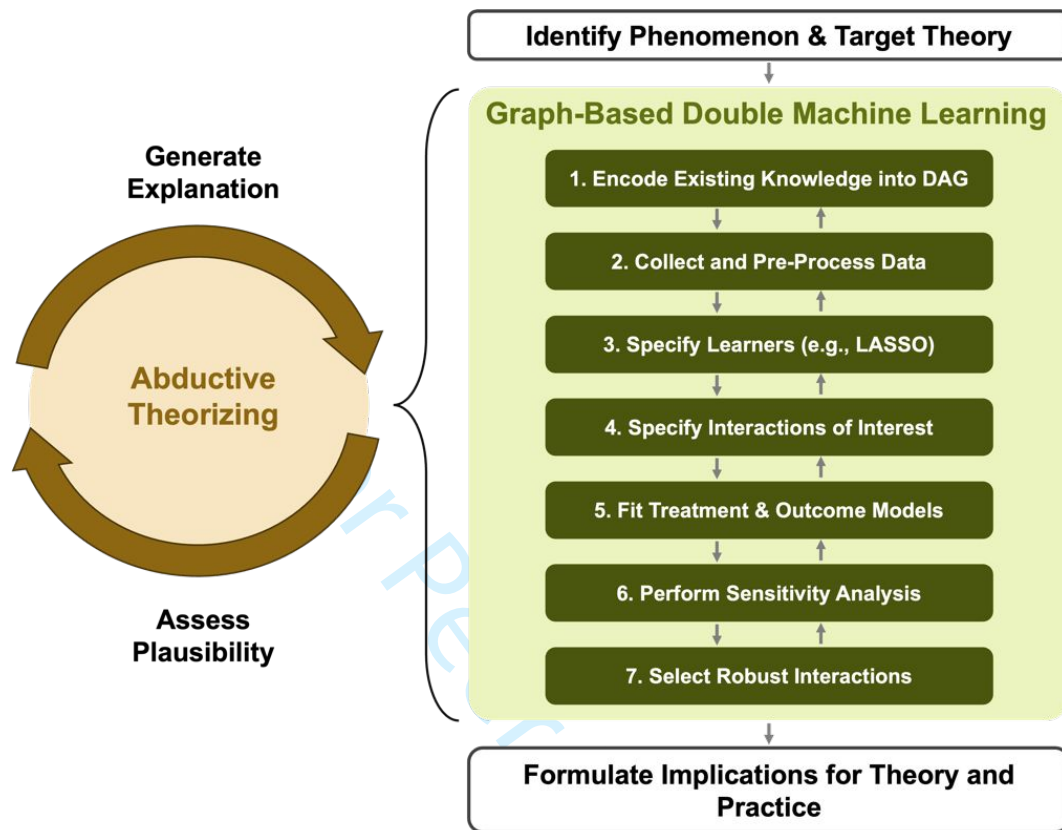 Identify Phenomenon & Target Theory
Graph-Based Double Machine Learning
Generate
Explanation
1. Encode Existing Knowledge into DAG
2. Collect and Pre-Process Data
3. Specify Learners (e.g., LASSO)
Abductive
Theorizing
4. Specify Interactions of Interest
5. Fit Treatment & Outcome Models
6. Perform Sensitivity Analysis
Assess
Plausibility
7. Select Robust Interactions
Formulate Implications for Theory and
Practice
r Peer